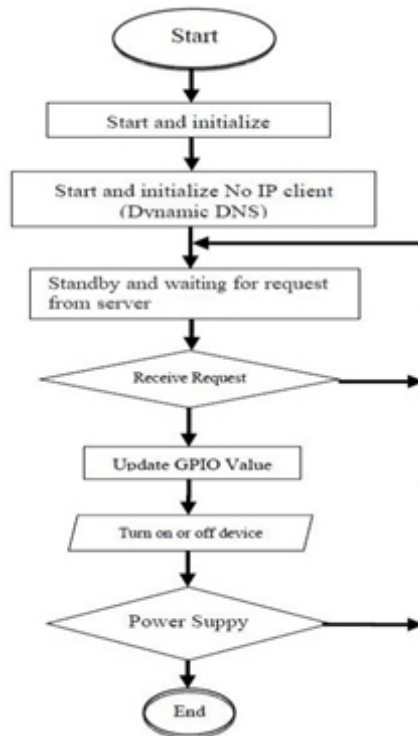 Start
Start and initialize
Start and initialize No IP client
(Dynamic DNS)
Standby and waiting for request
from server
Receive Request
Update GPIO Value
Turn on or off device
Power Suppy
End